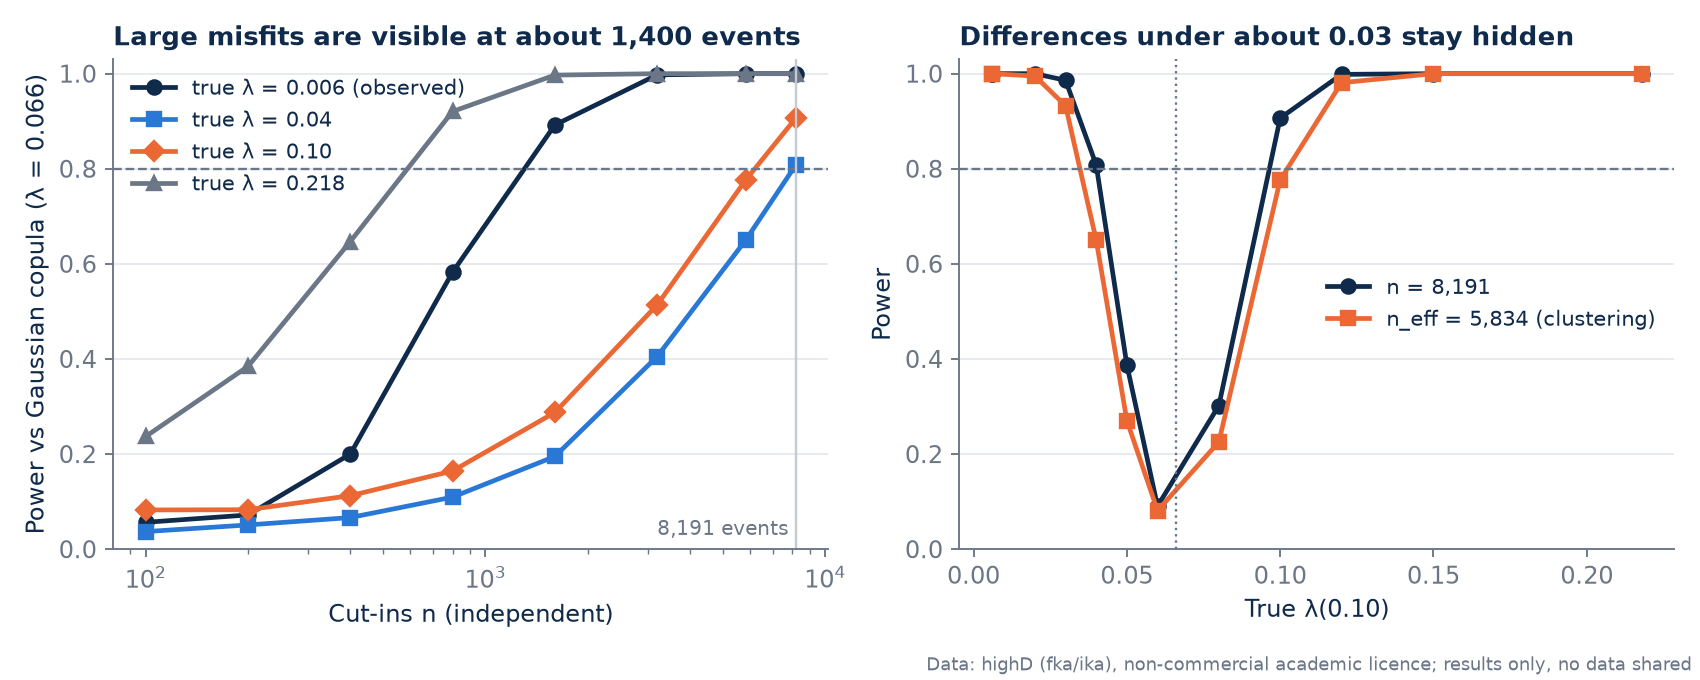 Large misfits are visible at about 1,400 events
Power vs Gaussian copula (λ = 0.066)
1.0
0.8
0.6
0.4
0.2
0.0
true λ = 0.006 (observed)
true λ = 0.04
true λ = 0.10
true λ = 0.218
8,191 events
10² 10³ 10⁴
Cut-ins n (independent)
Differences under about 0.03 stay hidden
Power
1.0
0.8
0.6
0.4
0.2
0.0
n = 8,191
n_eff = 5,834 (clustering)
0.00 0.05 0.10 0.15 0.20
True λ(0.10)
Data: highD (fka/ika), non-commercial academic licence; results only, no data shared